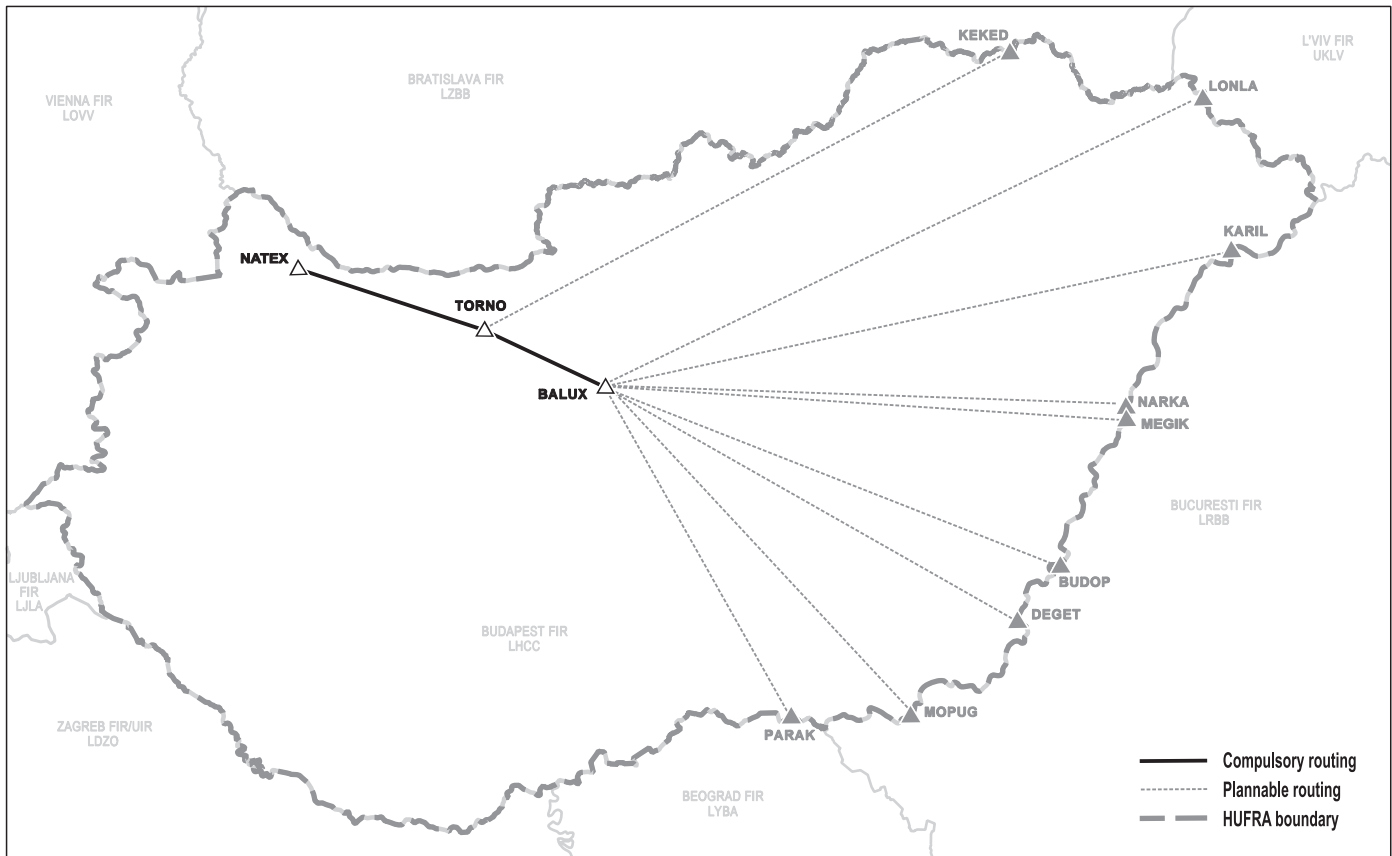 KEKED
L'VIV FIR
UKLV
BRATISLAVA FIR
LZBB
VIENNA FIR
LOVV
LONLA
KARIL
NATEX
TORNO
BALUX
NARKA
MEGIK
BUCURESTI FIR
LRBB
LJUBLJANA
FIR
LJLA
BUDOP
DEGET
BUDAPEST FIR
LHCC
MOPUG
PARAK
ZAGREB FIR/UIR
LDZO
BEOGRAD FIR
LYBA
Compulsory routing
Plannable routing
HUFRA boundary